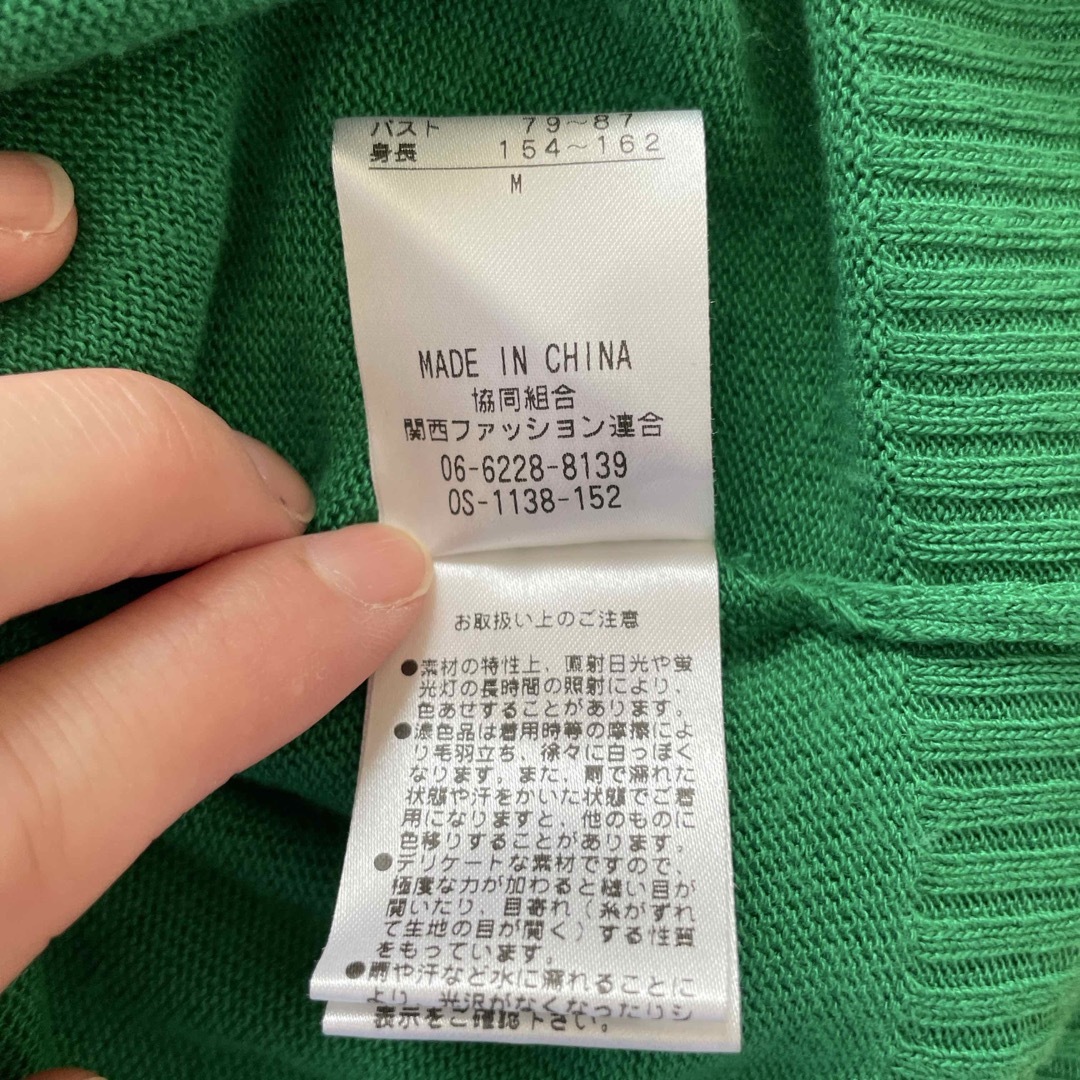 バスト 79～87
身長 154～162
M
MADE IN CHINA
協同組合
関西ファッション連合
06-6228-8139
OS-1138-152
お取扱い上のご注意
●素材の特性上、直射日光や蛍
光灯の長時間の照射により、
色あせすることがあります。
●濃色品は着用時等の摩擦によ
り毛羽立ち、徐々に白っぽく
なります。また、雨で濡れた
状態や汗をかいた状態でご着
用になりますと、他のものに
色移りすることがあります。
●デリケートな素材ですので、
極度な力が加わると縫い目が
開いたり、目寄れ（糸がずれ
て生地の目が開く）する性質
をもっています。
●雨や汗など水に濡れることに
より、光沢がなくなったりシ
表示をご確認下さい。